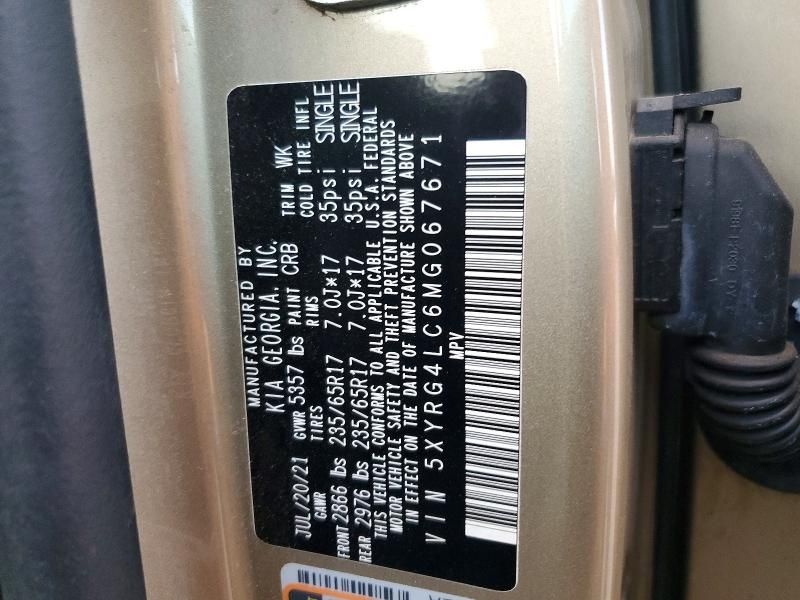 MANUFACTURED BY
KIA GEORGIA, INC.
JUL/20/21 GVWR 5357 lbs PAINT CRB TRIM WK
GAWR TIRES RIMS COLD TIRE INFL
FRONT 2866 lbs 235/65R17 7.0J*17 35psi SINGLE
REAR 2976 lbs 235/65R17 7.0J*17 35psi SINGLE
THIS VEHICLE CONFORMS TO ALL APPLICABLE U.S.A. FEDERAL
MOTOR VEHICLE SAFETY AND THEFT PREVENTION STANDARDS
IN EFFECT ON THE DATE OF MANUFACTURE SHOWN ABOVE
VIN 5XYRG4LC6MG067671
MPV